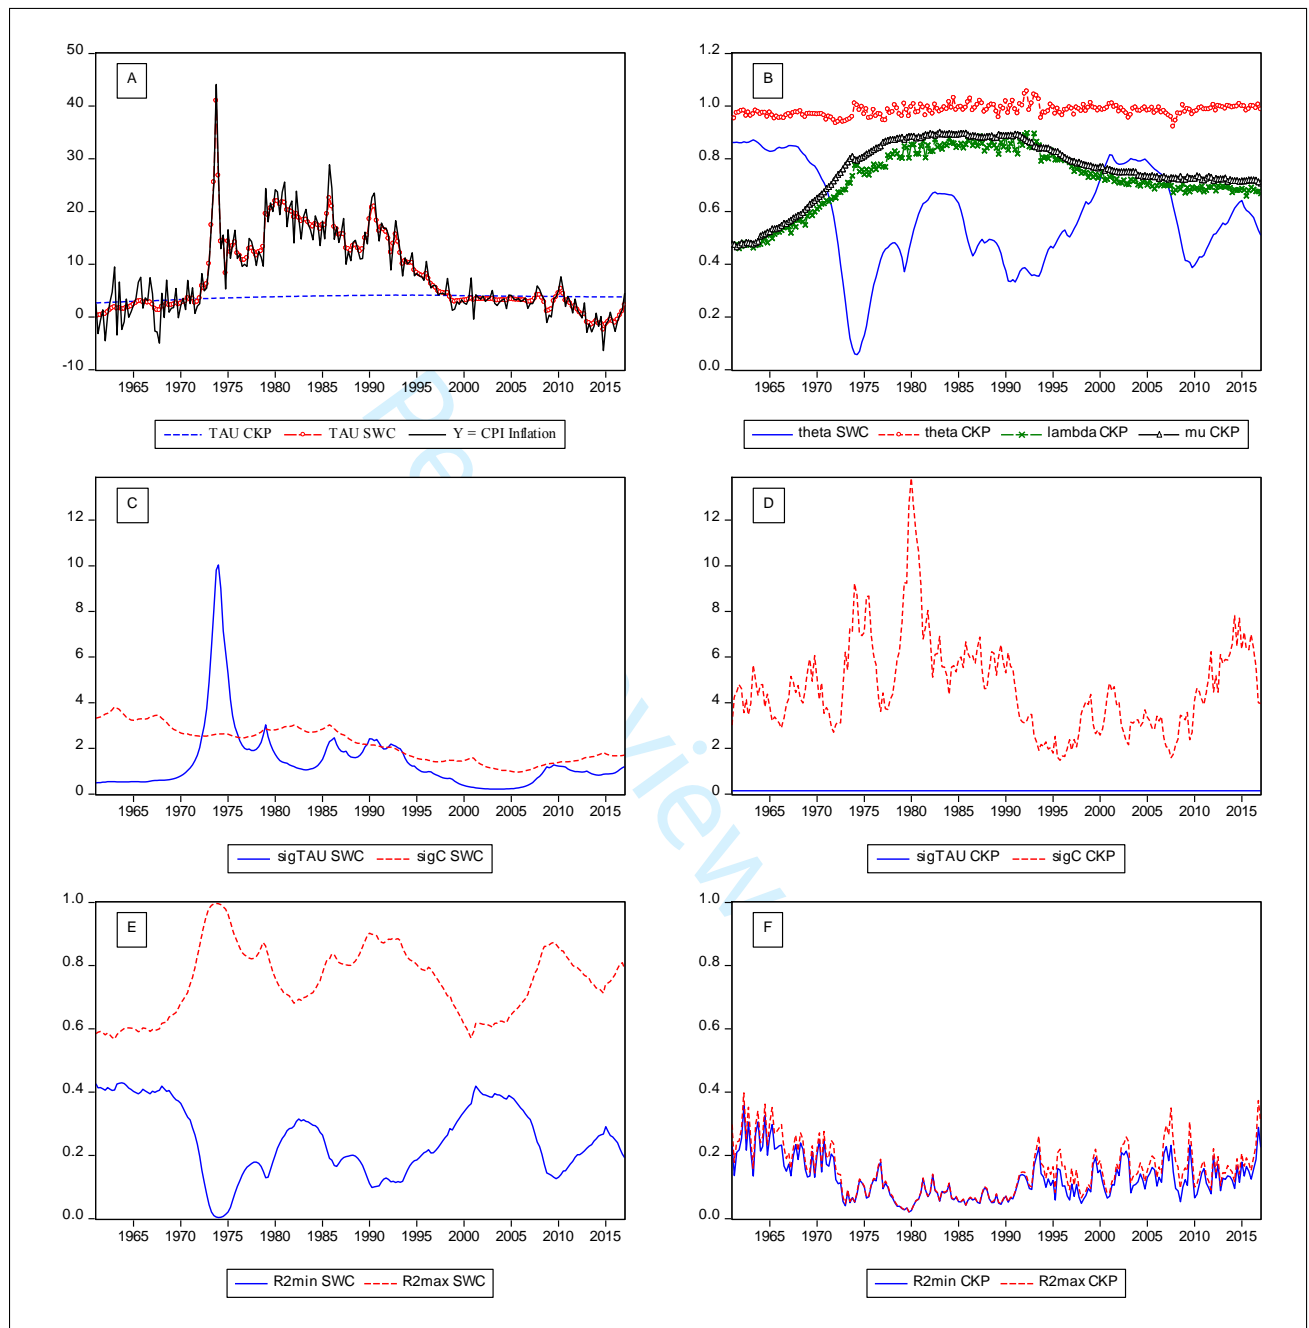 A
50
40
30
20
10
0
-10
1965 1970 1975 1980 1985 1990 1995 2000 2005 2010 2015
TAU CKP TAU SWC Y = CPI Inflation
B
1.2
1.0
0.8
0.6
0.4
0.2
0.0
1965 1970 1975 1980 1985 1990 1995 2000 2005 2010 2015
theta SWC theta CKP lambda CKP mu CKP
C
12
10
8
6
4
2
0
1965 1970 1975 1980 1985 1990 1995 2000 2005 2010 2015
sigTAU SWC sigC SWC
D
12
10
8
6
4
2
0
1965 1970 1975 1980 1985 1990 1995 2000 2005 2010 2015
sigTAU CKP sigC CKP
E
1.0
0.8
0.6
0.4
0.2
0.0
1965 1970 1975 1980 1985 1990 1995 2000 2005 2010 2015
R2min SWC R2max SWC
F
1.0
0.8
0.6
0.4
0.2
0.0
1965 1970 1975 1980 1985 1990 1995 2000 2005 2010 2015
R2min CKP R2max CKP